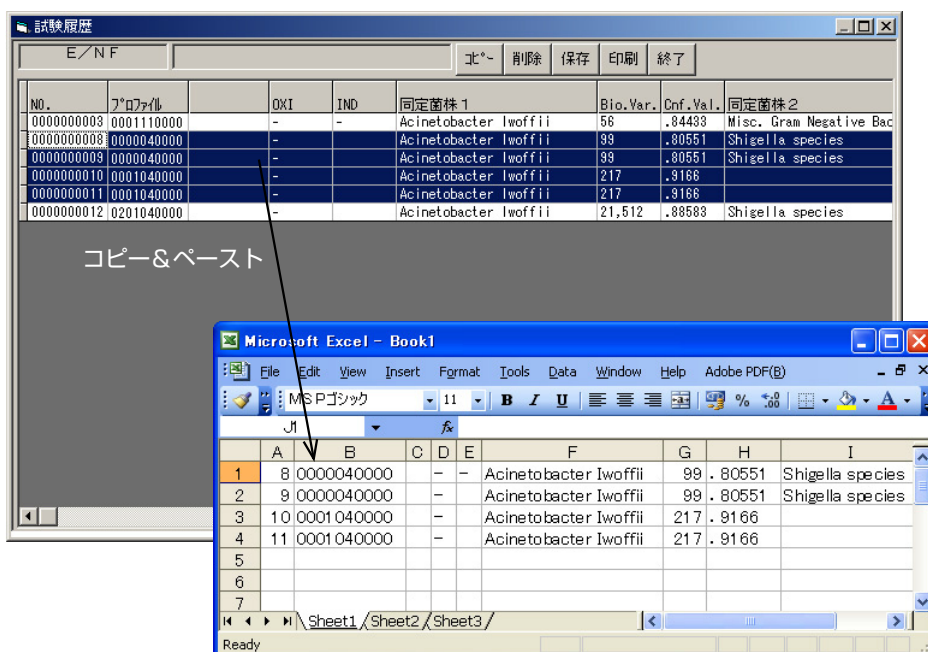 試験履歴
E/NF ｺﾋﾟｰ 削除 保存 印刷 終了
NO. ﾌﾟﾛﾌｧｲﾙ OXI IND 同定菌株1 Bio.Var. Cnf.Val. 同定菌株2
0000000003 0001110000 - - Acinetobacter lwoffii 56 .84433 Misc. Gram Negative Bac
0000000008 0000040000 - Acinetobacter lwoffii 99 .80551 Shigella species
0000000009 0000040000 - Acinetobacter lwoffii 99 .80551 Shigella species
0000000010 0001040000 - Acinetobacter lwoffii 217 .9166
0000000011 0001040000 - Acinetobacter lwoffii 217 .9166
0000000012 0201040000 - Acinetobacter lwoffii 21,512 .88583 Shigella species
コピー&ペースト
Microsoft Excel - Book1
File Edit View Insert Format Tools Data Window Help Adobe PDF(B)
MS Pゴシック 11 B I U % .00
J1 fx
A B C D E F G H I
1 8 0000040000 - - Acinetobacter Iwoffii 99 . 80551 Shigella species
2 9 0000040000 - Acinetobacter Iwoffii 99 . 80551 Shigella species
3 10 0001040000 - Acinetobacter Iwoffii 217 . 9166
4 11 0001040000 - Acinetobacter Iwoffii 217 . 9166
5
6
7
Sheet1 Sheet2 Sheet3
Ready